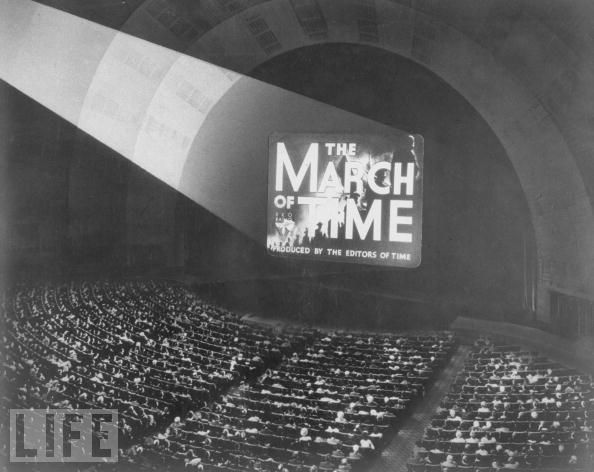 THE
MARCH
OF
TIME
PRODUCED BY THE EDITORS OF TIME
LIFE